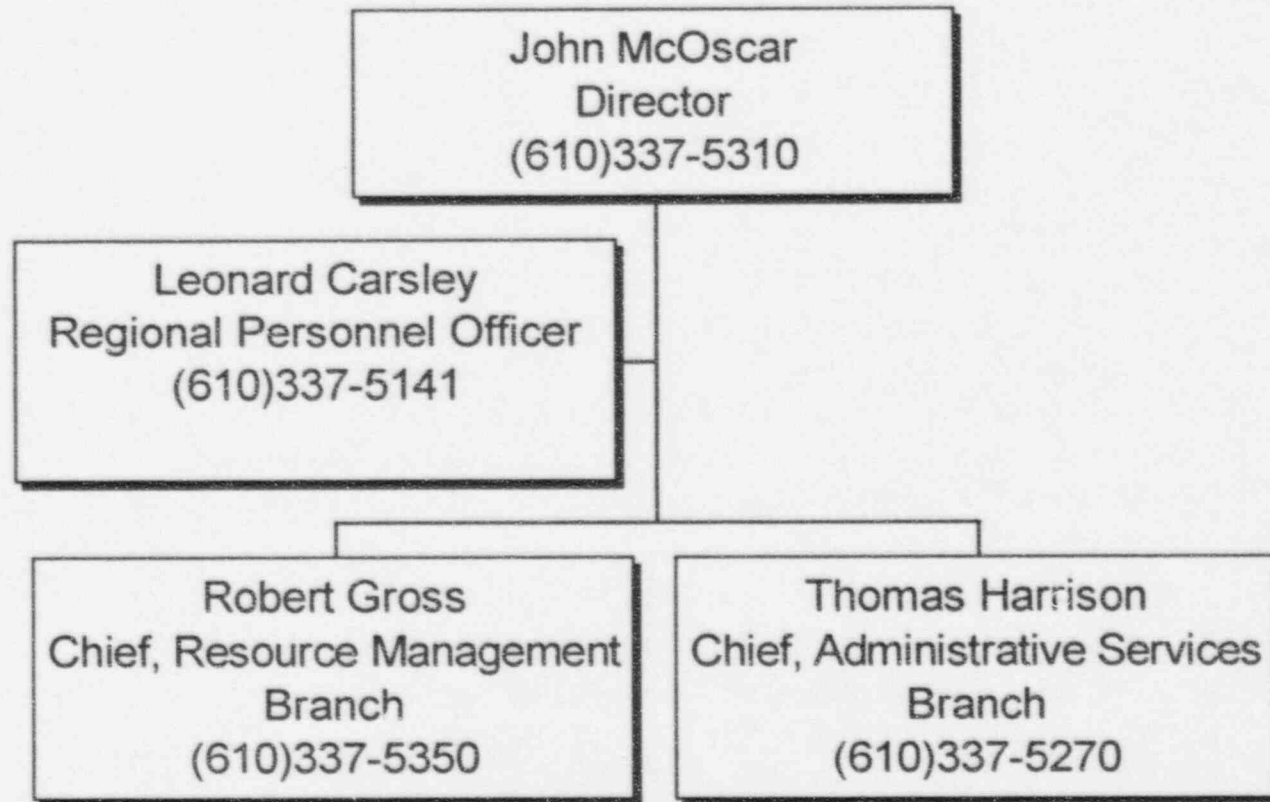 John McOscar
Director
(610)337-5310
Leonard Carsley
Regional Personnel Officer
(610)337-5141
Robert Gross
Chief, Resource Management
Branch
(610)337-5350
Thomas Harrison
Chief, Administrative Services
Branch
(610)337-5270